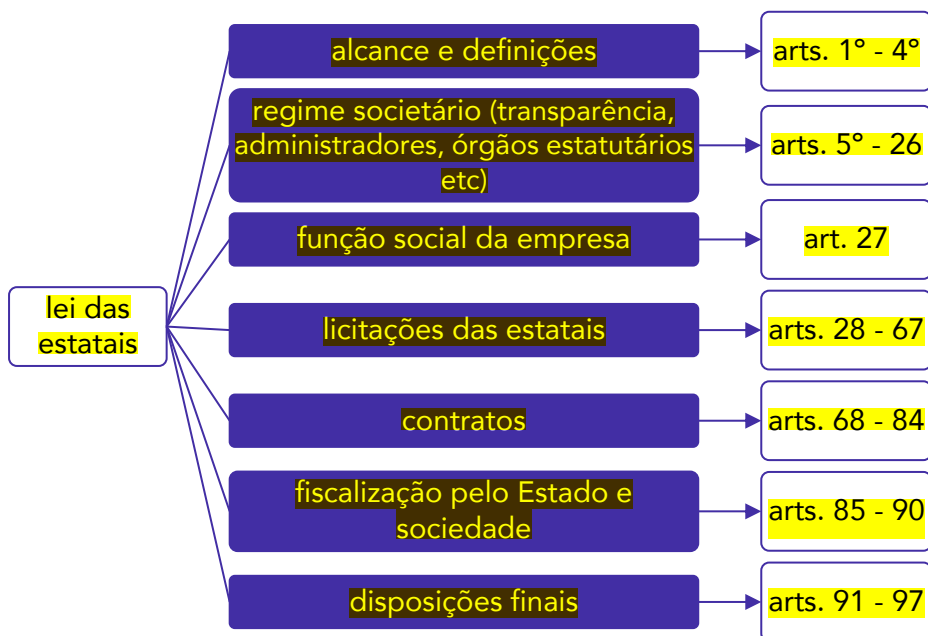 alcance e definições
arts. 1° - 4°
regime societário (transparência,
administradores, órgãos estatutários
etc)
arts. 5° - 26
função social da empresa
art. 27
lei das
estatais
licitações das estatais
arts. 28 - 67
contratos
arts. 68 - 84
fiscalização pelo Estado e
sociedade
arts. 85 - 90
disposições finais
arts. 91 - 97